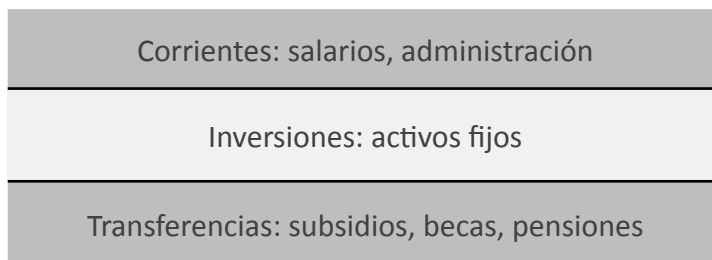 Corrientes: salarios, administración
Inversiones: activos fijos
Transferencias: subsidios, becas, pensiones